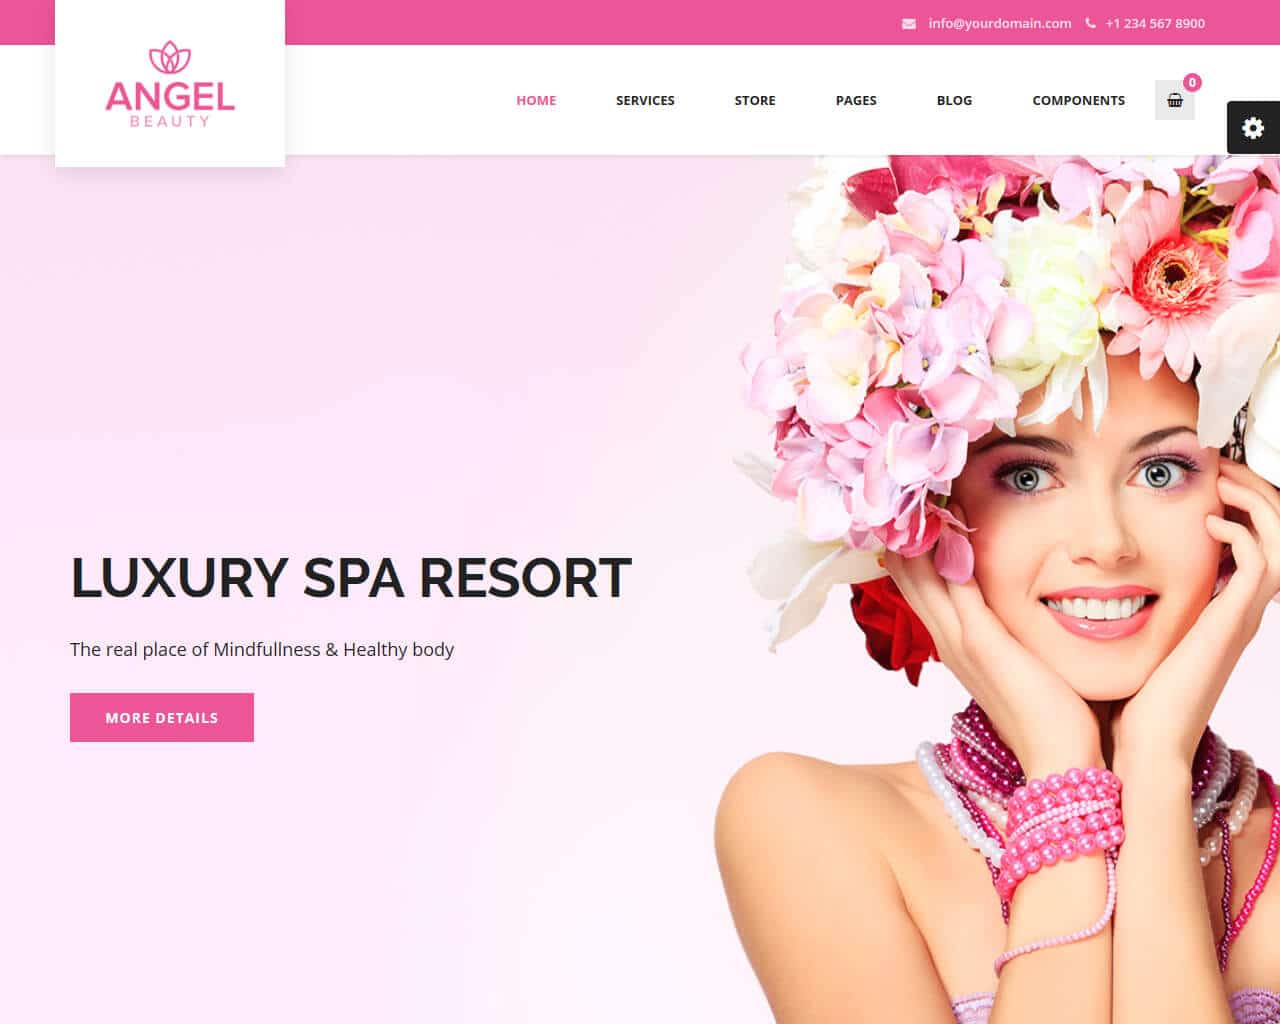 info@yourdomain.com +1 234 567 8900
ANGEL
BEAUTY
HOME SERVICES STORE PAGES BLOG COMPONENTS 0
LUXURY SPA RESORT
The real place of Mindfullness & Healthy body
MORE DETAILS